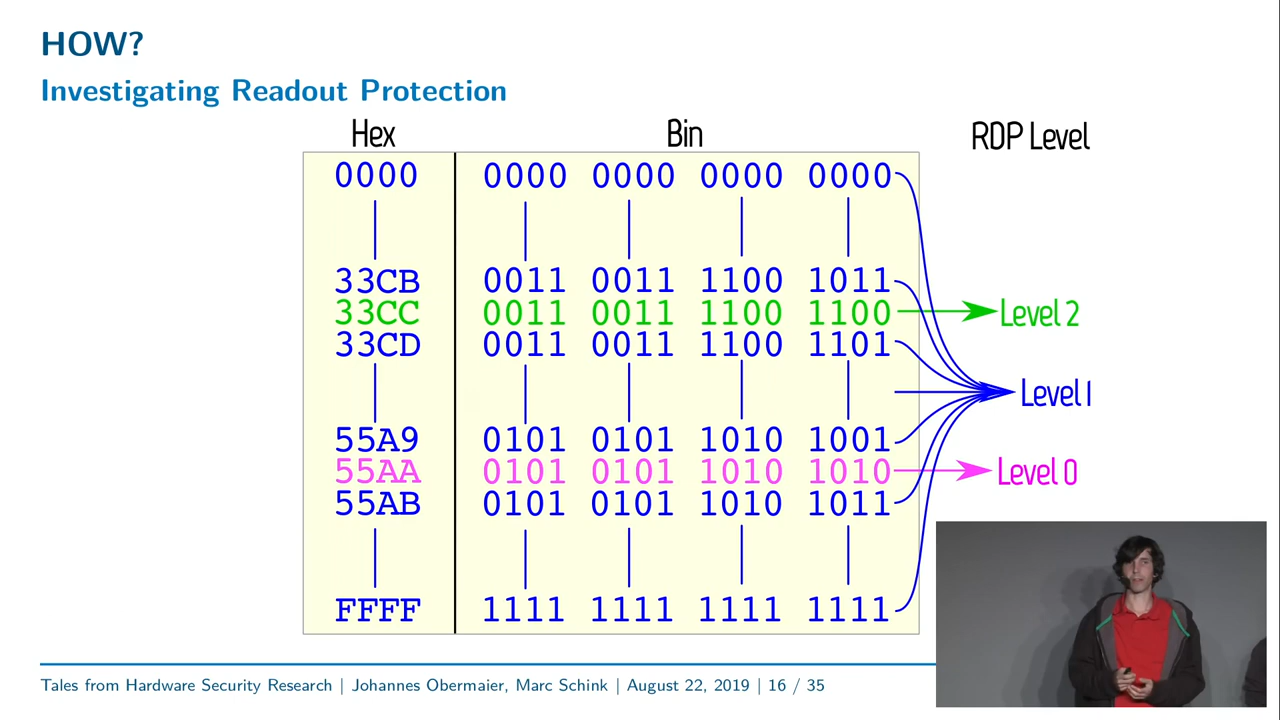 HOW?
Investigating Readout Protection
Hex Bin RDP Level
0000 0000 0000 0000 0000
33CB 0011 0011 1100 1011
33CC 0011 0011 1100 1100 Level 2
33CD 0011 0011 1100 1101
Level 1
55A9 0101 0101 1010 1001
55AA 0101 0101 1010 1010 Level 0
55AB 0101 0101 1010 1011
FFFF 1111 1111 1111 1111
Tales from Hardware Security Research | Johannes Obermaier, Marc Schink | August 22, 2019 | 16 / 35